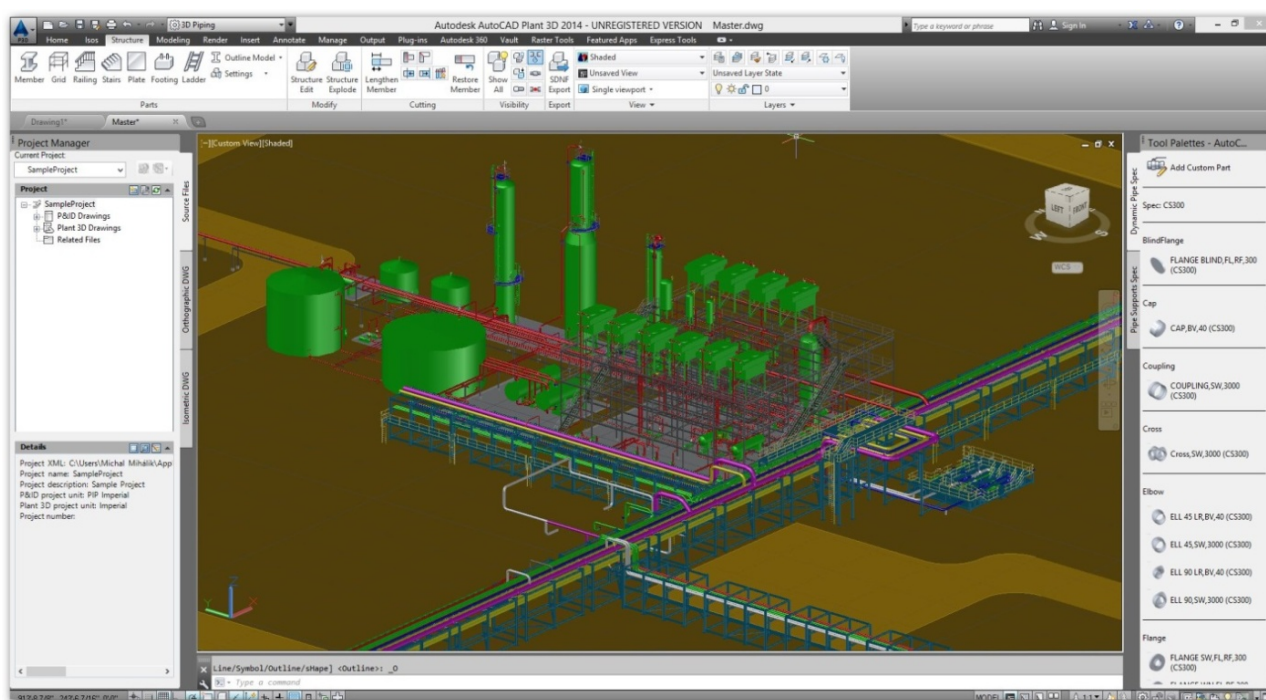 3D Piping
Autodesk AutoCAD Plant 3D 2014 - UNREGISTERED VERSION Master.dwg
Type a keyword or phrase
Sign In
Home Isos Structure Modeling Render Insert Annotate Manage Output Plug-ins Autodesk 360 Vault Raster Tools Featured Apps Express Tools
Member Grid Railing Stairs Plate Footing Ladder
Outline Model
Settings
Structure Edit
Structure Explode
Lengthen Member
Restore Member
Show All
SDNF Export
Shaded
Unsaved View
Single viewport
Unsaved Layer State
0
Parts Modify Cutting Visibility Export View Layers
Drawing1* Master*
Project Manager
Current Project:
SampleProject
Project
SampleProject
P&ID Drawings
Plant 3D Drawings
Related Files
Source Files
Orthographic DWG
Isometric DWG
Details
Project XML: C:\Users\Michal Mihálik\App
Project name: SampleProject
Project description: Sample Project
P&ID project unit: PIP Imperial
Plant 3D project unit: Imperial
Project number:
[−][Custom View][Shaded]
TOP
LEFT FRONT
W S
WCS
Z
Y X
Line/Symbol/Outline/sHape] <Outline>: _O
Type a command
MODEL
1:1
Tool Palettes - AutoC...
Dynamic Pipe Spec
Pipe Supports Spec
Add Custom Part
Spec: CS300
BlindFlange
FLANGE BLIND,FL,RF,300
(CS300)
Cap
CAP,BV,40 (CS300)
Coupling
COUPLING,SW,3000
(CS300)
Cross
Cross,SW,3000 (CS300)
Elbow
ELL 45 LR,BV,40 (CS300)
ELL 45,SW,3000 (CS300)
ELL 90 LR,BV,40 (CS300)
ELL 90,SW,3000 (CS300)
Flange
FLANGE SW,FL,RF,300
(CS300)